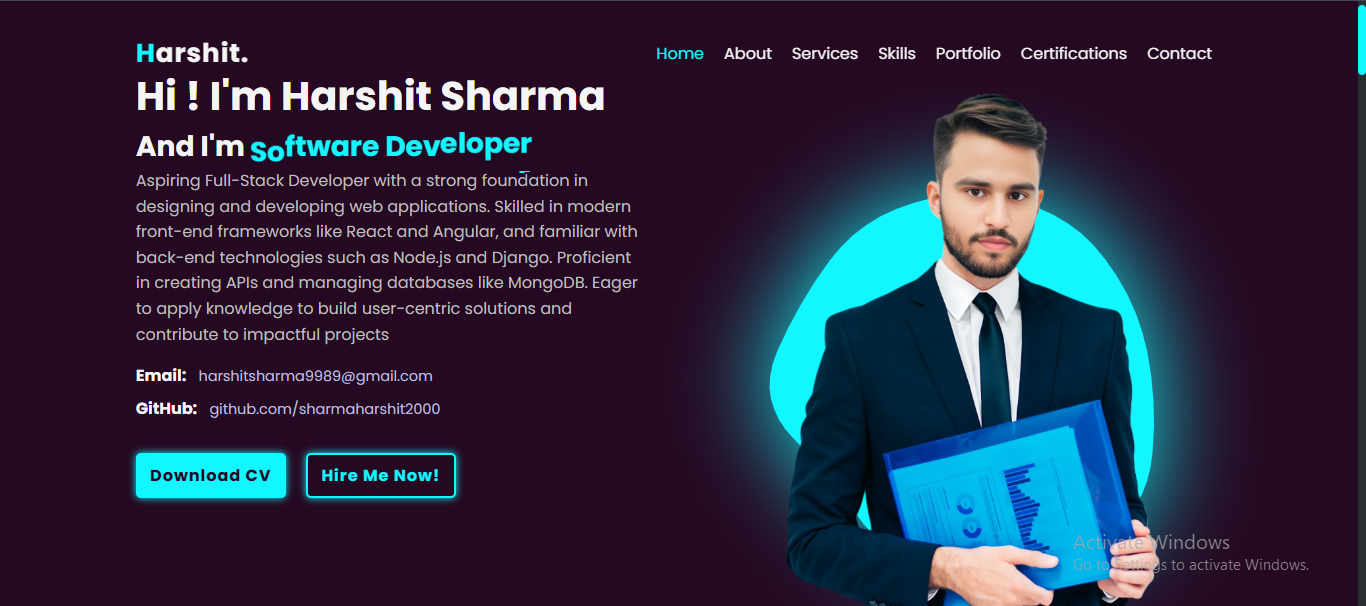 Harshit.
Home About Services Skills Portfolio Certifications Contact
Hi ! I'm Harshit Sharma
And I'm Software Developer
Aspiring Full-Stack Developer with a strong foundation in
designing and developing web applications. Skilled in modern
front-end frameworks like React and Angular, and familiar with
back-end technologies such as Node.js and Django. Proficient
in creating APIs and managing databases like MongoDB. Eager
to apply knowledge to build user-centric solutions and
contribute to impactful projects
Email: harshitsharma9989@gmail.com
GitHub: github.com/sharmaharshit2000
Download CV Hire Me Now!
Activate Windows
Go to Settings to activate Windows.